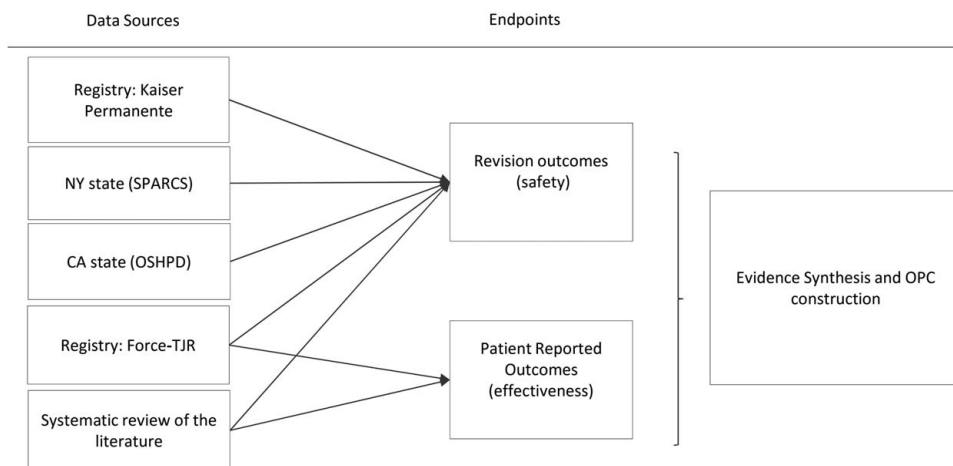 Data Sources
Endpoints
Registry: Kaiser
Permanente
NY state (SPARCS)
CA state (OSHPD)
Registry: Force-TJR
Systematic review of the
literature
Revision outcomes
(safety)
Patient Reported
Outcomes
(effectiveness)
Evidence Synthesis and OPC
construction